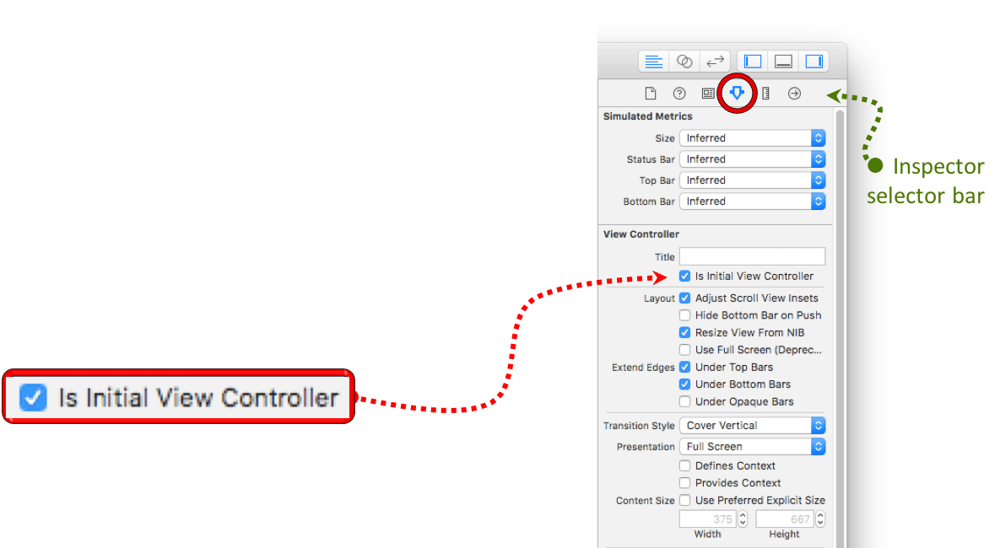 Simulated Metrics
Size Inferred
Status Bar Inferred
Top Bar Inferred
Bottom Bar Inferred
Inspector
selector bar
View Controller
Title
Is Initial View Controller
Layout Adjust Scroll View Insets
Hide Bottom Bar on Push
Resize View From NIB
Use Full Screen (Deprec...
Extend Edges Under Top Bars
Under Bottom Bars
Under Opaque Bars
Is Initial View Controller
Transition Style Cover Vertical
Presentation Full Screen
Defines Context
Provides Context
Content Size Use Preferred Explicit Size
375 667
Width Height